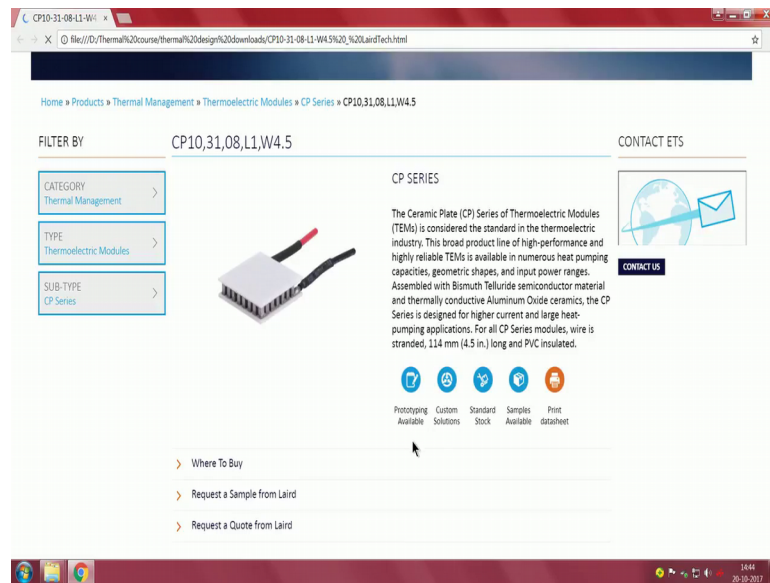 CP10-31-08-L1-W4
file:///D:/Thermal%20course/thermal%20design%20downloads/CP10-31-08-L1-W4.5%20_%20LairdTech.html
Home » Products » Thermal Management » Thermoelectric Modules » CP Series » CP10,31,08,L1,W4.5
FILTER BY
CATEGORY
Thermal Management
TYPE
Thermoelectric Modules
SUB-TYPE
CP Series
CP10,31,08,L1,W4.5
CP SERIES
The Ceramic Plate (CP) Series of Thermoelectric Modules
(TEMs) is considered the standard in the thermoelectric
industry. This broad product line of high-performance and
highly reliable TEMs is available in numerous heat pumping
capacities, geometric shapes, and input power ranges.
Assembled with Bismuth Telluride semiconductor material
and thermally conductive Aluminum Oxide ceramics, the CP
Series is designed for higher current and large heat-
pumping applications. For all CP Series modules, wire is
stranded, 114 mm (4.5 in.) long and PVC insulated.
Prototyping
Available
Custom
Solutions
Standard
Stock
Samples
Available
Print
datasheet
Where To Buy
Request a Sample from Laird
Request a Quote from Laird
CONTACT ETS
CONTACT US
14:44
20-10-2017